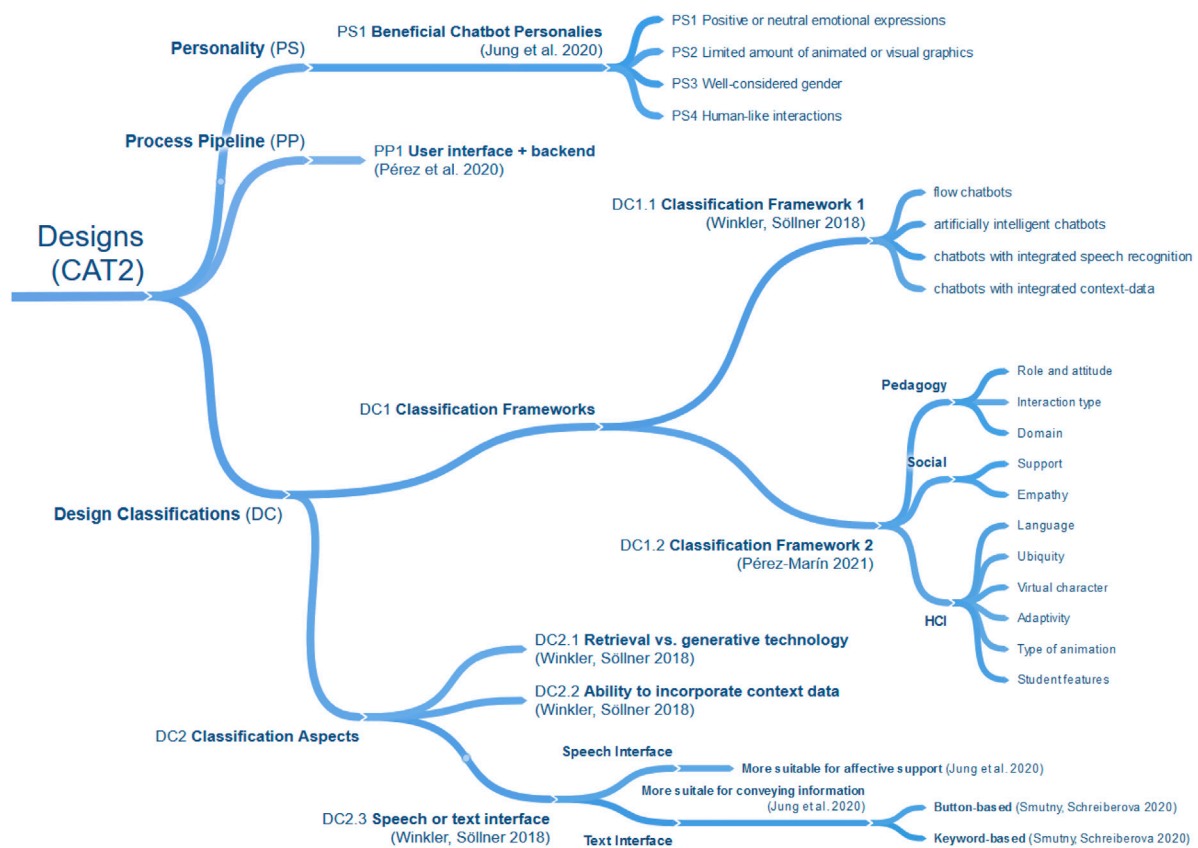 Designs
(CAT2)
Personality (PS)
PS1 Beneficial Chatbot Personalies
(Jung et al. 2020)
PS1 Positive or neutral emotional expressions
PS2 Limited amount of animated or visual graphics
PS3 Well-considered gender
PS4 Human-like interactions
Process Pipeline (PP)
PP1 User interface + backend
(Pérez et al. 2020)
Design Classifications (DC)
DC1 Classification Frameworks
DC1.1 Classification Framework 1
(Winkler, Söllner 2018)
flow chatbots
artificially intelligent chatbots
chatbots with integrated speech recognition
chatbots with integrated context-data
DC1.2 Classification Framework 2
(Pérez-Marín 2021)
Pedagogy
Role and attitude
Interaction type
Domain
Social
Support
Empathy
HCI
Language
Ubiquity
Virtual character
Adaptivity
Type of animation
Student features
DC2 Classification Aspects
DC2.1 Retrieval vs. generative technology
(Winkler, Söllner 2018)
DC2.2 Ability to incorporate context data
(Winkler, Söllner 2018)
DC2.3 Speech or text interface
(Winkler, Söllner 2018)
Speech Interface
More suitable for affective support (Jung et al. 2020)
Text Interface
More suitale for conveying information
(Jung et al. 2020)
Button-based (Smutny, Schreiberova 2020)
Keyword-based (Smutny, Schreiberova 2020)